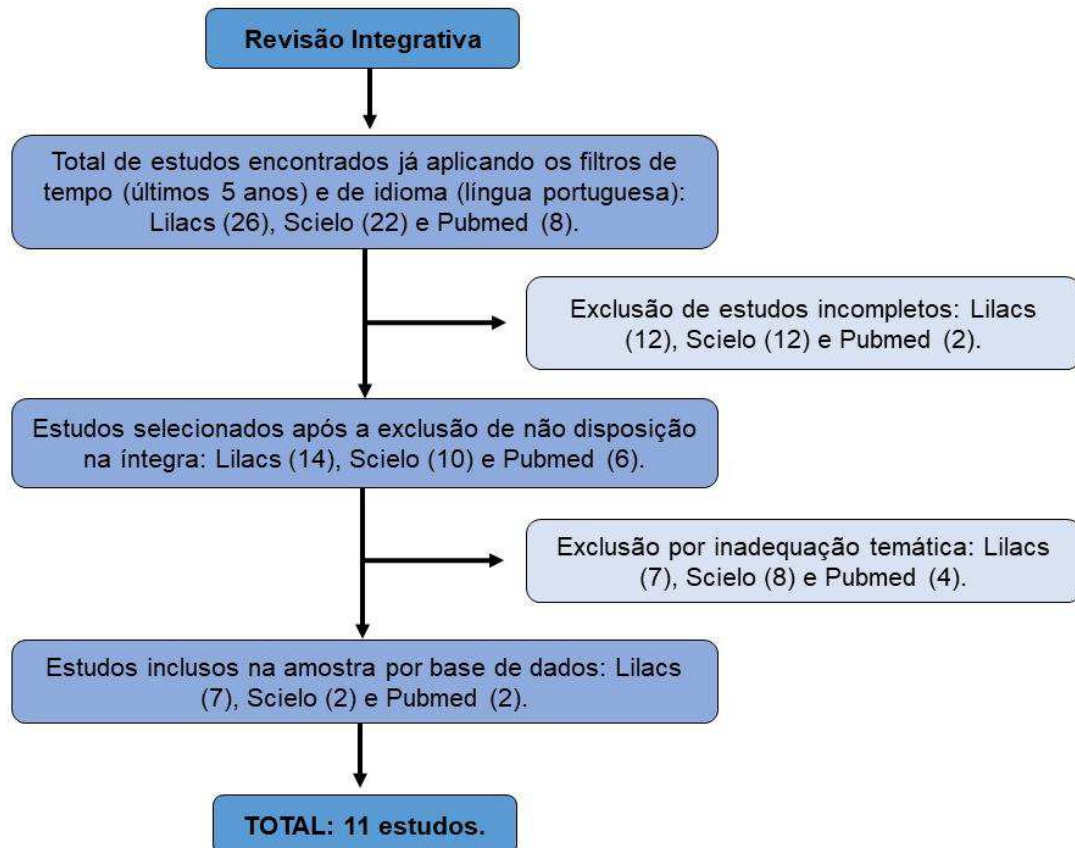 Revisão Integrativa
Total de estudos encontrados já aplicando os filtros de
tempo (últimos 5 anos) e de idioma (língua portuguesa):
Lilacs (26), Scielo (22) e Pubmed (8).
Exclusão de estudos incompletos: Lilacs
(12), Scielo (12) e Pubmed (2).
Estudos selecionados após a exclusão de não disposição
na íntegra: Lilacs (14), Scielo (10) e Pubmed (6).
Exclusão por inadequação temática: Lilacs
(7), Scielo (8) e Pubmed (4).
Estudos inclusos na amostra por base de dados: Lilacs
(7), Scielo (2) e Pubmed (2).
TOTAL: 11 estudos.